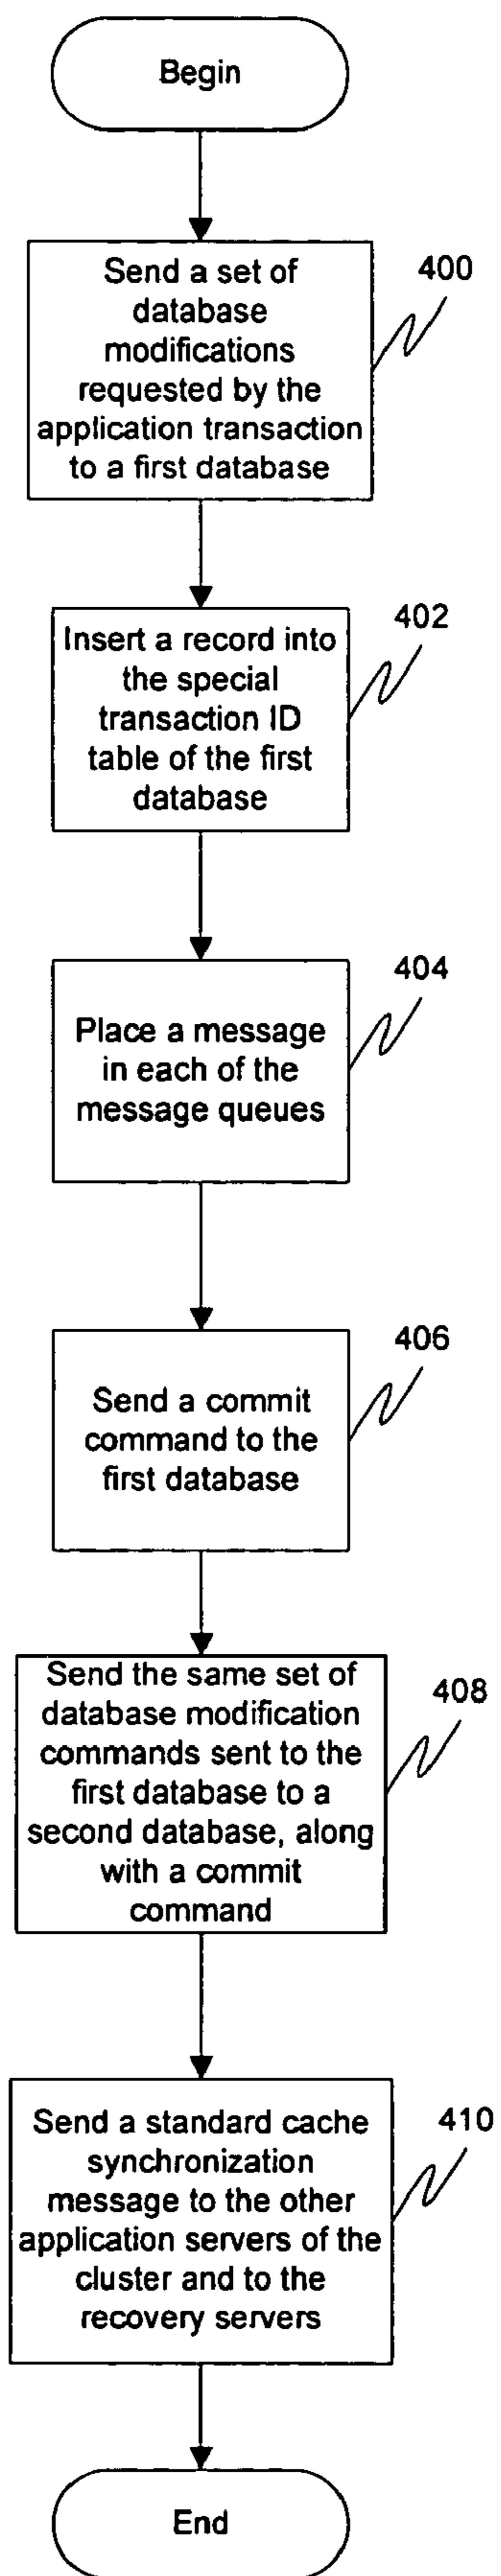 Begin
400
Send a set of
database
modifications
requested by the
application transaction
to a first database
402
Insert a record into
the special
transaction ID
table of the first
database
404
Place a message
in each of the
message queues
406
Send a commit
command to the
first database
408
Send the same set of
database modification
commands sent to the
first database to a
second database, along
with a commit
command
410
Send a standard cache
synchronization
message to the other
application servers of the
cluster and to the
recovery servers
End